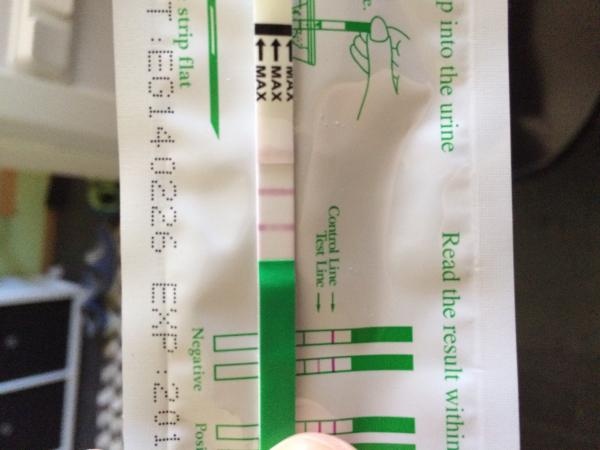 p into the urine
Read the result within
e.
Control Line →
Test Line →
strip flat
Negative
Posi
MAX
MAX
MAX
T:EG140226 EXP:201